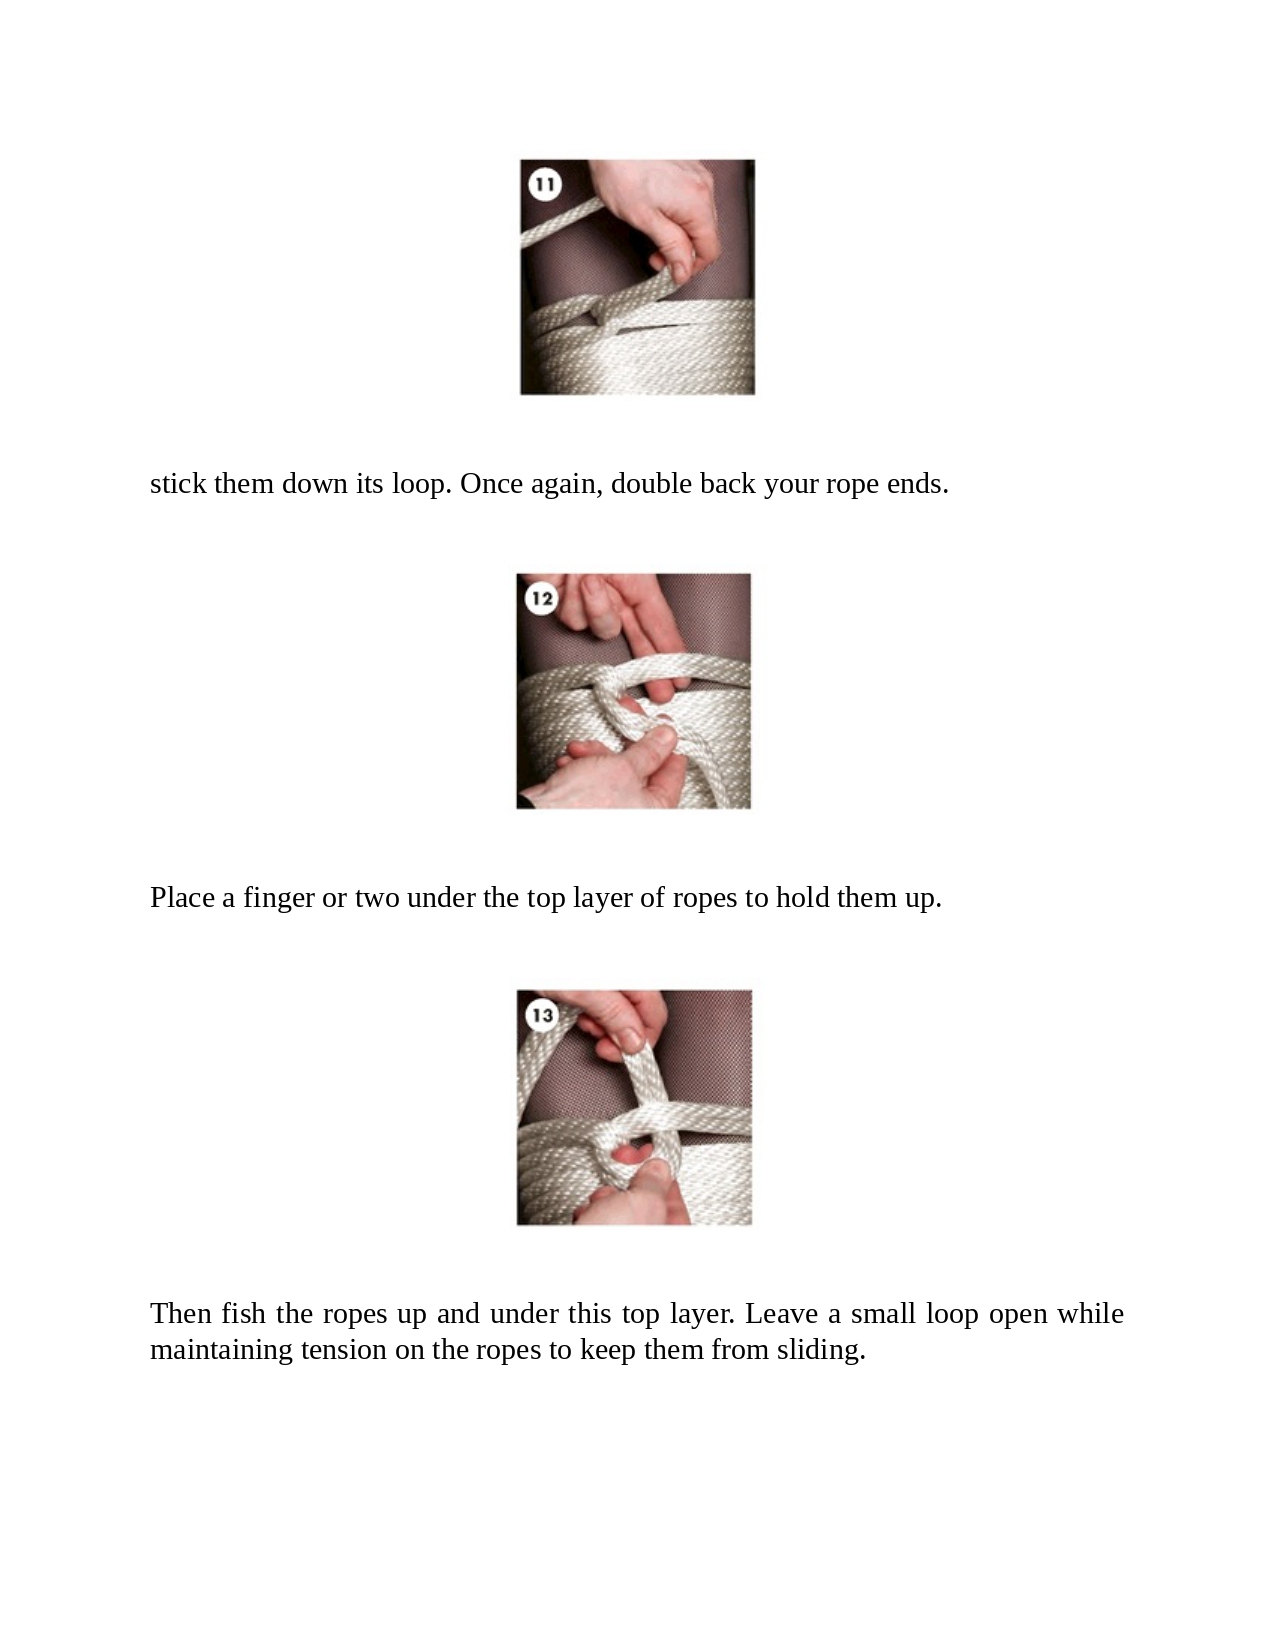 11
stick them down its loop. Once again, double back your rope ends.
12
Place a finger or two under the top layer of ropes to hold them up.
13
Then fish the ropes up and under this top layer. Leave a small loop open while
maintaining tension on the ropes to keep them from sliding.